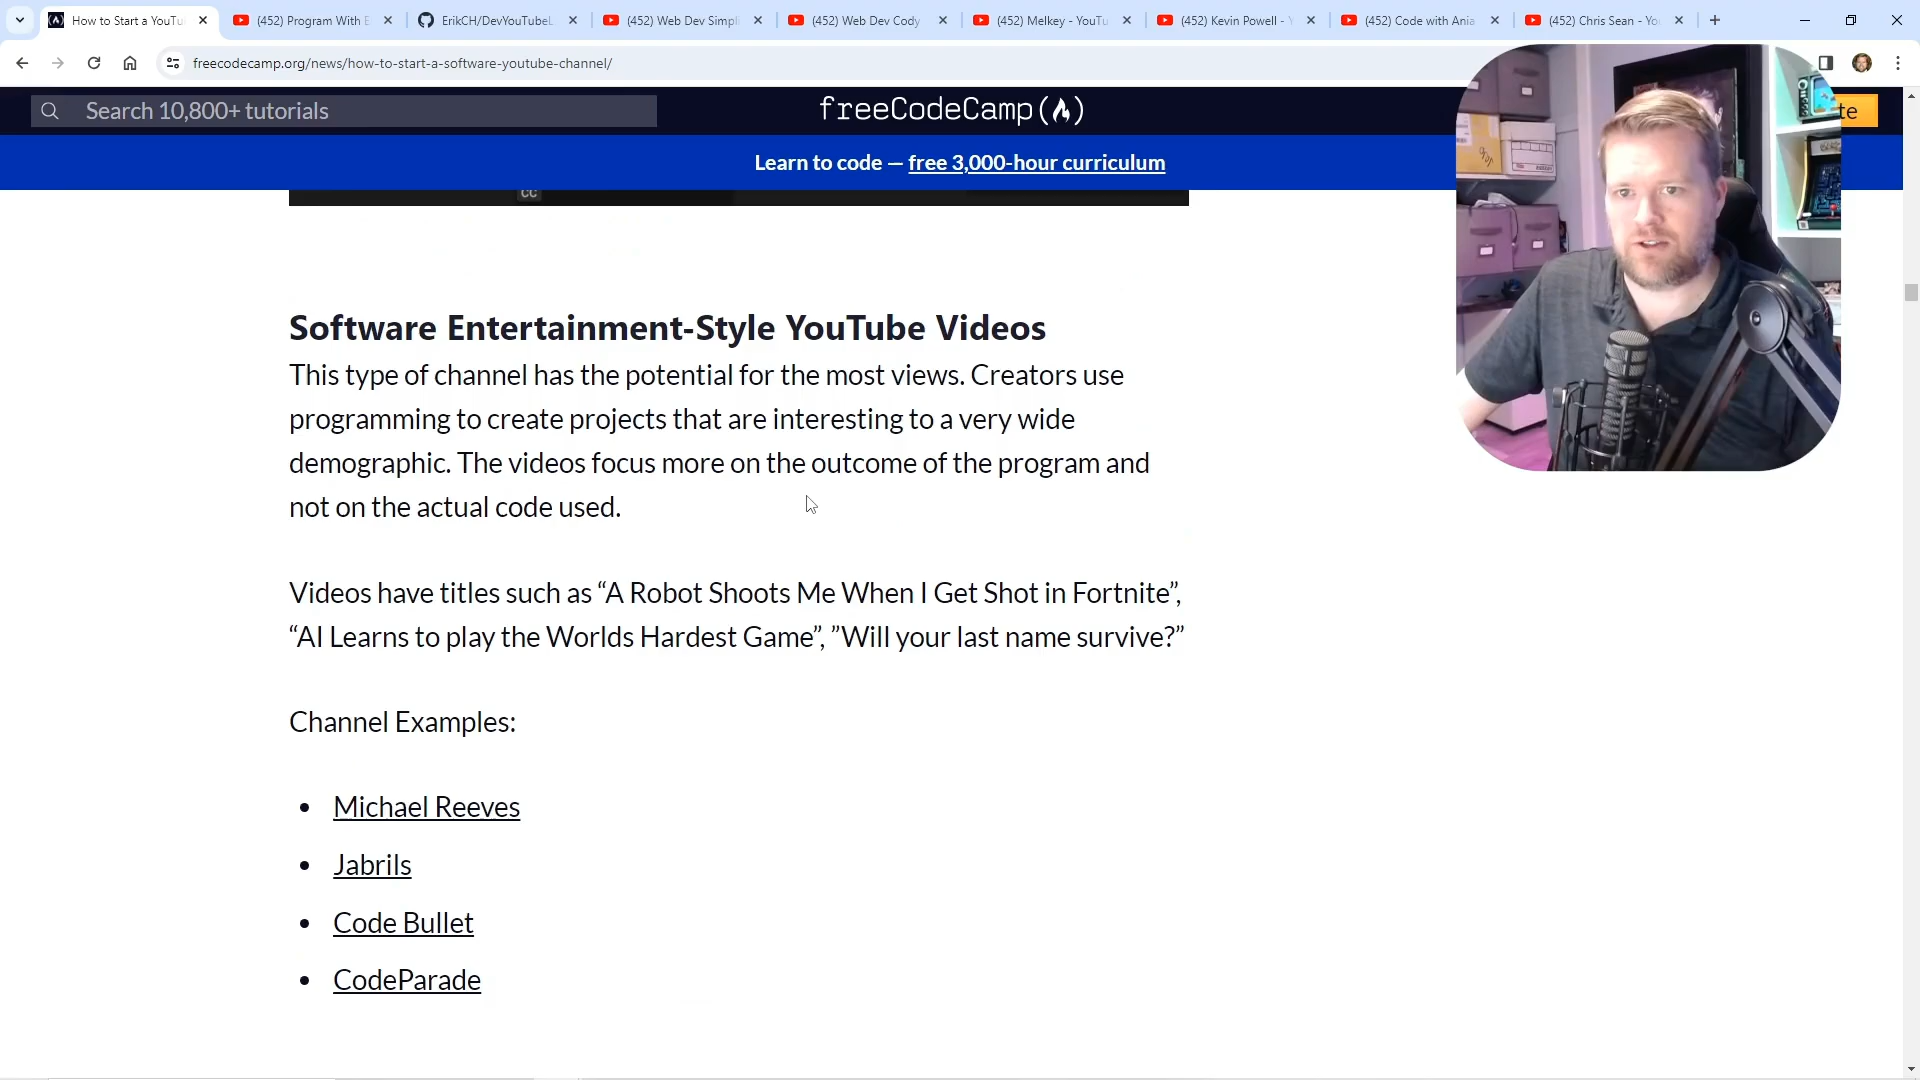 How to Start a YouTu
(452) Program With E
ErikCH/DevYouTubeL
(452) Web Dev Simpli
(452) Web Dev Cody
(452) Melkey - YouTu
(452) Kevin Powell - Y
(452) Code with Ania
(452) Chris Sean - Yo
freecodecamp.org/news/how-to-start-a-software-youtube-channel/
Search 10,800+ tutorials
freeCodeCamp(🔥)
te
Learn to code — free 3,000-hour curriculum
CC
Software Entertainment-Style YouTube Videos
This type of channel has the potential for the most views. Creators use
programming to create projects that are interesting to a very wide
demographic. The videos focus more on the outcome of the program and
not on the actual code used.
Videos have titles such as “A Robot Shoots Me When I Get Shot in Fortnite”,
“AI Learns to play the Worlds Hardest Game”, ”Will your last name survive?”
Channel Examples:
• Michael Reeves
• Jabrils
• Code Bullet
• CodeParade